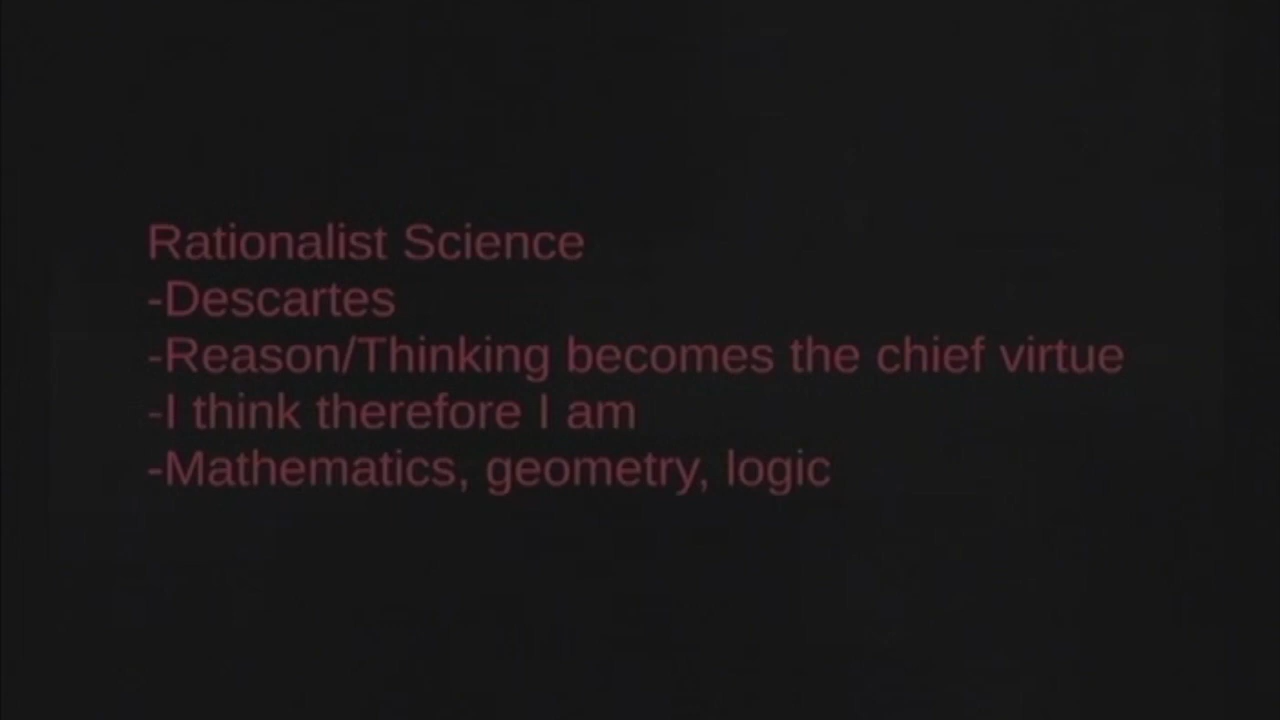 Rationalist Science
-Descartes
-Reason/Thinking becomes the chief virtue
-I think therefore I am
-Mathematics, geometry, logic